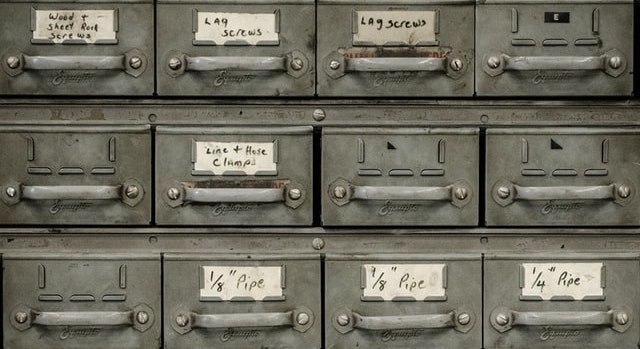 Wood +
Sheet Rock
Screws
LAG
SCREWS
LAG SCREWS
E
Line + Hose
Clamps
1/8" Pipe
1/8" Pipe
1/4" Pipe